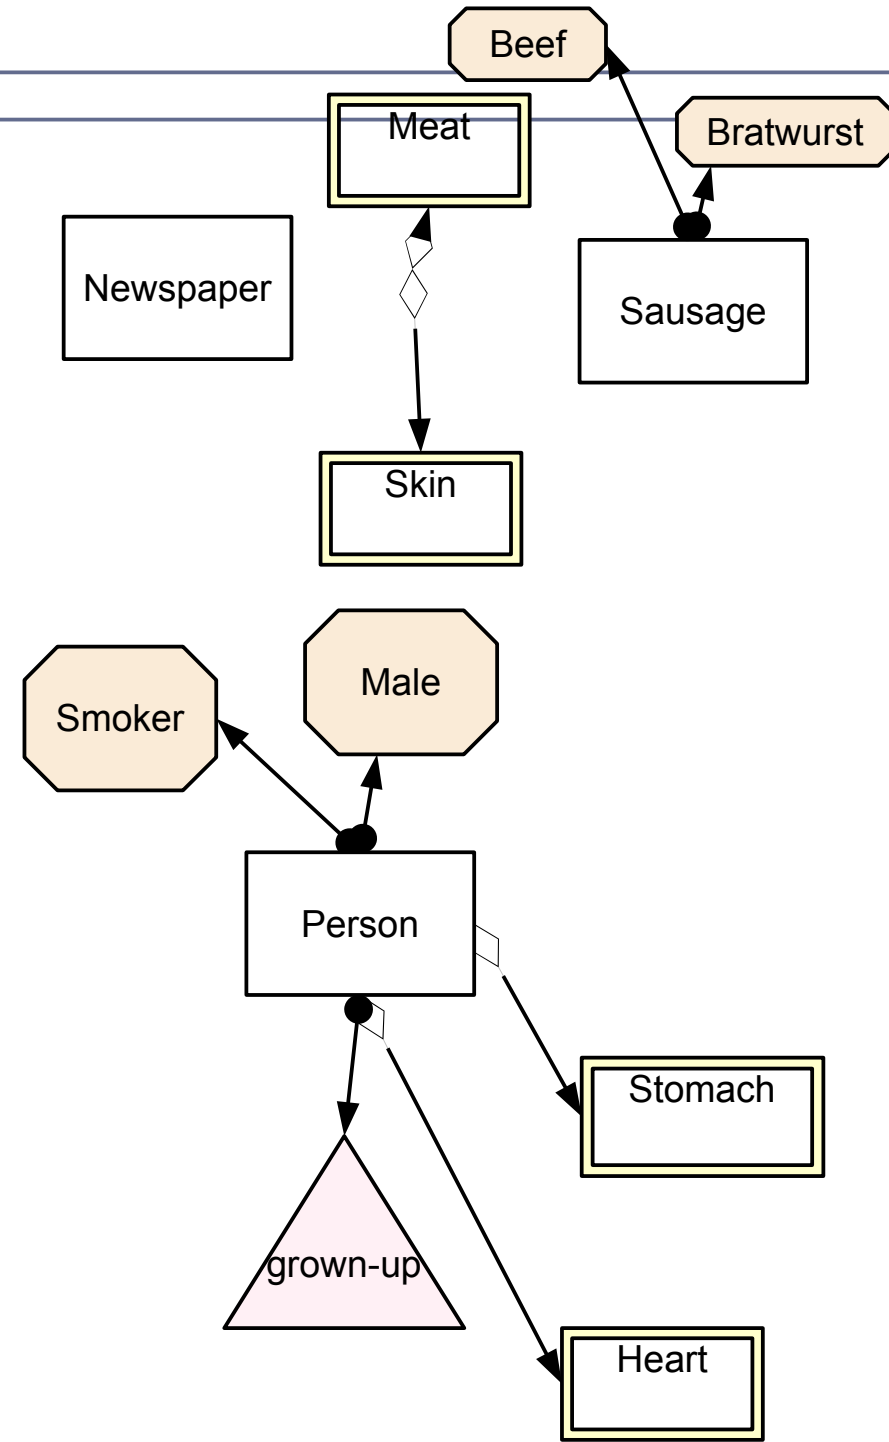 Beef
Meat
Bratwurst
Newspaper
Sausage
Skin
Male
Smoker
Person
Stomach
grown-up
Heart